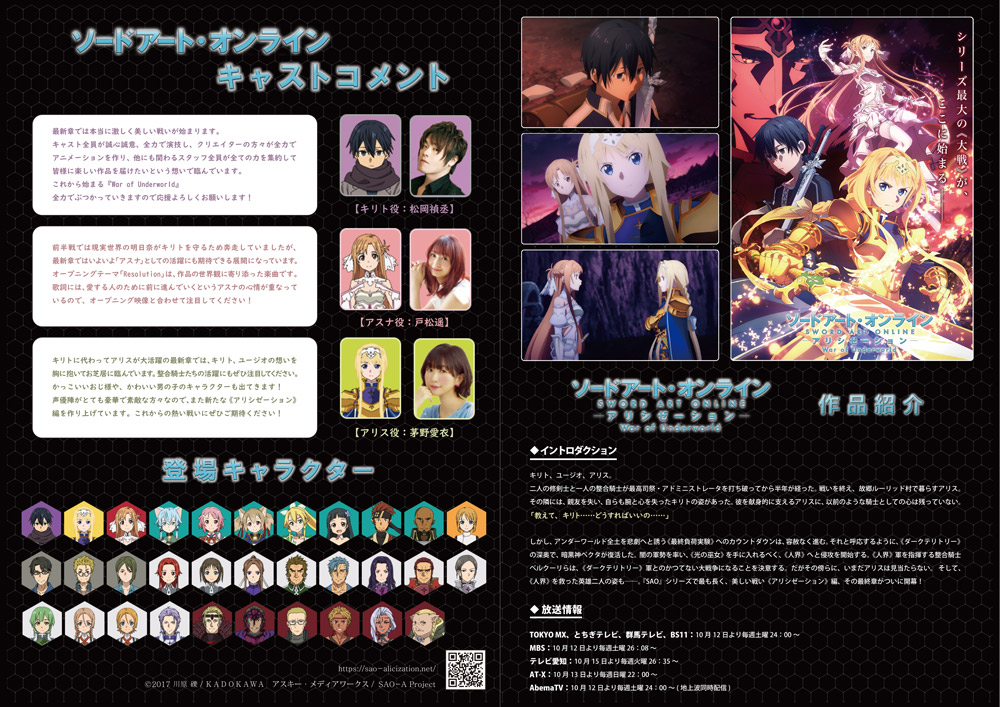 ソードアート・オンライン
キャストコメント
最新章では本当に激しく美しい戦いが始まります。
キャスト全員が誠心誠意、全力で演技し、クリエイターの方々が全力で
アニメーションを作り、他にも関わるスタッフ全員が全ての力を集約して
皆様に楽しい作品を届けたいという想いで臨んでいます。
これから始まる『War of Underworld』
全力でぶつかっていきますので応援よろしくお願いします！
【キリト役：松岡禎丞】
前半戦では現実世界の明日奈がキリトを守るため奔走していましたが、
最新章ではいよいよ「アスナ」としての活躍にも期待できる展開になっています。
オープニングテーマ「Resolution」は、作品の世界観に寄り添った楽曲です。
歌詞には、愛する人のために前に進んでいくというアスナの心情が重なって
いるので、オープニング映像と合わせて注目してください！
【アスナ役：戸松遥】
キリトに代わってアリスが大活躍の最新章では、キリト、ユージオの想いを
胸に抱いてお芝居に臨んでいます。整合騎士たちの活躍にもぜひ注目してください。
かっこいいおじ様や、かわいい男の子のキャラクターも出てきます！
声優陣がとても豪華で素敵な方々なので、また新たな《アリシゼーション》
編を作り上げています。これからの熱い戦いにぜひご期待ください！
【アリス役：茅野愛衣】
登場キャラクター
https://sao-alicization.net/
©2017 川原 礫/ＫＡＤＯＫＡＷＡ アスキー・メディアワークス/ SAO-A Project
シリーズ最大の《大戦》が、
ここに始まる
ソードアート・オンライン
SWORD ART ONLINE
―アリシゼーション―
War of Underworld
ソードアート・オンライン
SWORD ART ONLINE
―アリシゼーション―
War of Underworld
作品紹介
◆イントロダクション
キリト、ユージオ、アリス。
二人の修剣士と一人の整合騎士が最高司祭・アドミニストレータを打ち破ってから半年が経った。戦いを終え、故郷ルーリッド村で暮らすアリス。
その隣には、親友を失い、自らも腕と心を失ったキリトの姿があった。彼を献身的に支えるアリスに、以前のような騎士としての心は残っていない。
「教えて、キリト……どうすればいいの……」
しかし、アンダーワールド全土を悲劇へと誘う《最終負荷実験》へのカウントダウンは、容赦なく進む。それと呼応するように、《ダークテリトリー》
の深奥で、暗黒神ベクタが復活した。闇の軍勢を率い、《光の巫女》を手に入れるべく、《人界》へと侵攻を開始する。《人界》軍を指揮する整合騎士
ベルクーリらは、《ダークテリトリー》軍とのかつてない大戦争になることを決意する。だがその傍らに、いまだアリスは見当たらない。そして、
《人界》を救った英雄二人の姿も――。『SAO』シリーズで最も長く、美しい戦い《アリシゼーション》編、その最終章がついに開幕！
◆ 放送情報
TOKYO MX、とちぎテレビ、群馬テレビ、BS11：10 月 12 日より毎週土曜 24：00 〜
MBS：10 月 12 日より毎週土曜 26：08 〜
テレビ愛知：10 月 15 日より毎週火曜 26：35 〜
AT-X：10 月 13 日より毎週日曜 22：00 〜
AbemaTV：10 月 12 日より毎週土曜 24：00 〜 ( 地上波同時配信 )